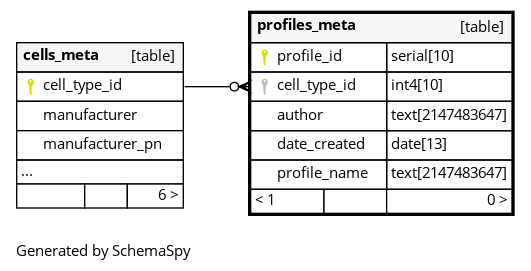 cells_meta [table]
cell_type_id
manufacturer
manufacturer_pn
...
6 >
profiles_meta [table]
profile_id serial[10]
cell_type_id int4[10]
author text[2147483647]
date_created date[13]
profile_name text[2147483647]
< 1 0 >
Generated by SchemaSpy